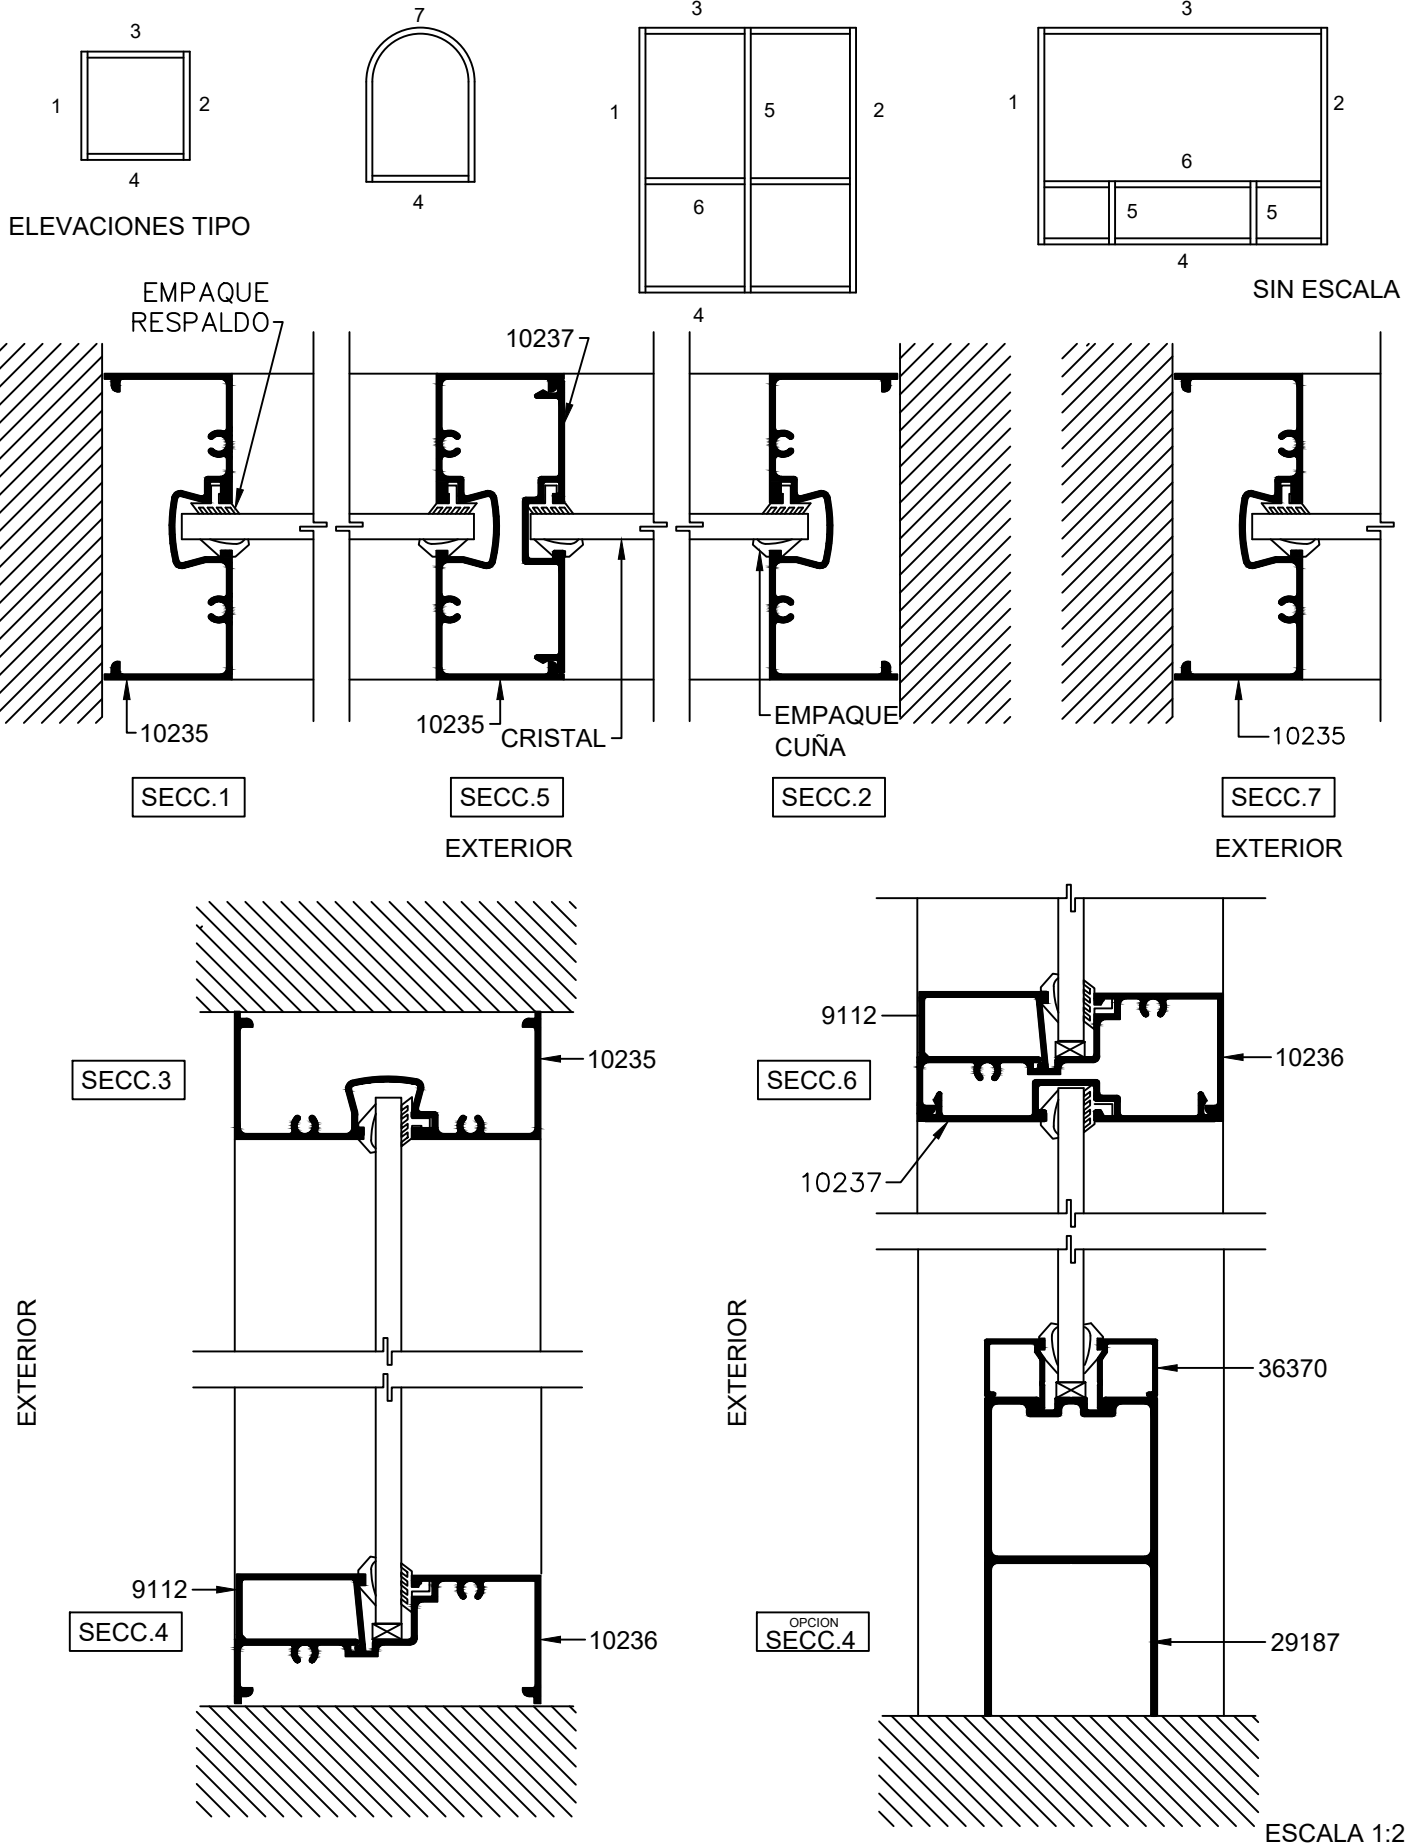 3
7
3
3
1
2
1
5
2
1
2
4
4
6
6
5
5
4
4
ELEVACIONES TIPO
SIN ESCALA
EMPAQUE
RESPALDO
10237
10235
10235
CRISTAL
EMPAQUE
CUÑA
10235
SECC.1
SECC.5
SECC.2
SECC.7
EXTERIOR
EXTERIOR
10235
SECC.3
9112
10236
SECC.6
10237
EXTERIOR
EXTERIOR
36370
9112
SECC.4
10236
OPCION
SECC.4
29187
ESCALA 1:2